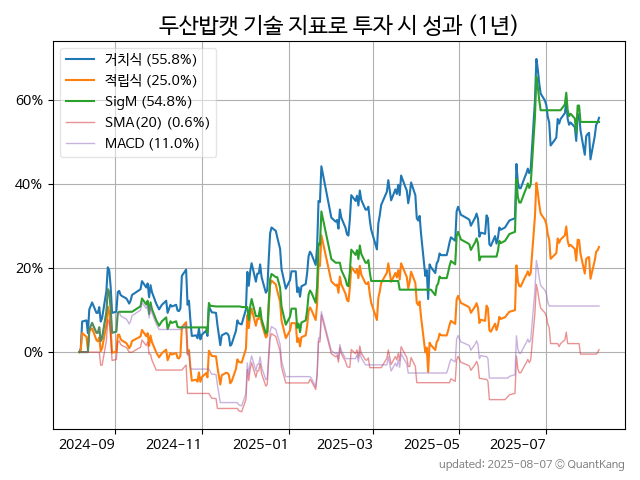 두산밥캣 기술 지표로 투자 시 성과 (1년)
거치식 (55.8%)
적립식 (25.0%)
SigM (54.8%)
SMA(20) (0.6%)
MACD (11.0%)
60%
40%
20%
0%
2024-09 2024-11 2025-01 2025-03 2025-05 2025-07
updated: 2025-08-07 © QuantKang